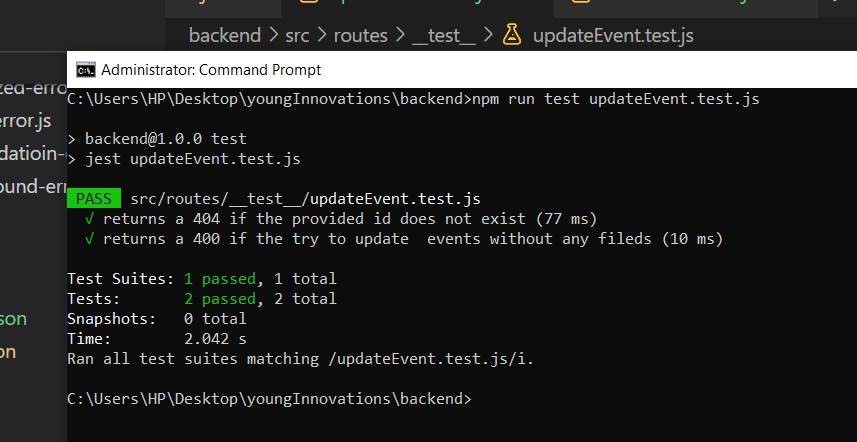 backend > src > routes > __test__ > updateEvent.test.js
Administrator: Command Prompt
C:\Users\HP\Desktop\youngInnovations\backend>npm run test updateEvent.test.js
> backend@1.0.0 test
> jest updateEvent.test.js
PASS src/routes/__test__/updateEvent.test.js
√ returns a 404 if the provided id does not exist (77 ms)
√ returns a 400 if the try to update  events without any fileds (10 ms)
Test Suites: 1 passed, 1 total
Tests:       2 passed, 2 total
Snapshots:   0 total
Time:        2.042 s
Ran all test suites matching /updateEvent.test.js/i.
C:\Users\HP\Desktop\youngInnovations\backend>
zed-erro
error.js
datioin-
ound-err
son
on